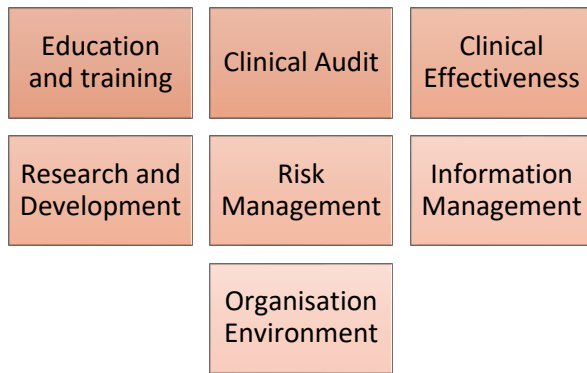 Education
and training
Clinical Audit
Clinical
Effectiveness
Research and
Development
Risk
Management
Information
Management
Organisation
Environment